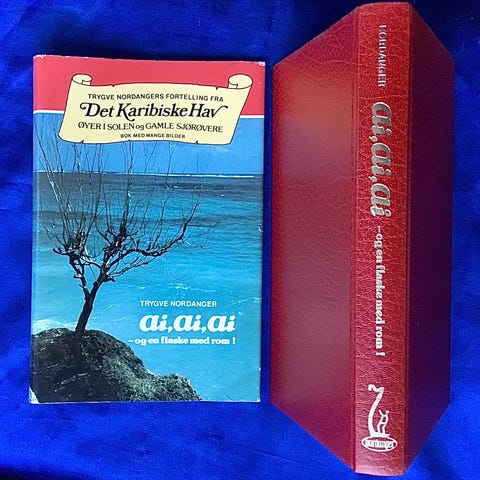 TRYGVE NORDANGERS FORTELLING FRA
Det Karibiske Hav
ØYER I SOLEN OG GAMLE SJØRØVERE
BOK MED MANGE BILDER
TRYGVE NORDANGER
ai, ai, ai
– og en flaske med rom !
NORDANGER
ai, ai, ai
– og en flaske med rom !